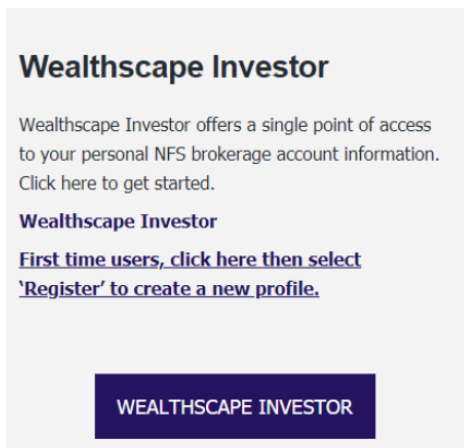 Wealthscape Investor
Wealthscape Investor offers a single point of access
to your personal NFS brokerage account information.
Click here to get started.
Wealthscape Investor
First time users, click here then select
‘Register’ to create a new profile.
WEALTHSCAPE INVESTOR